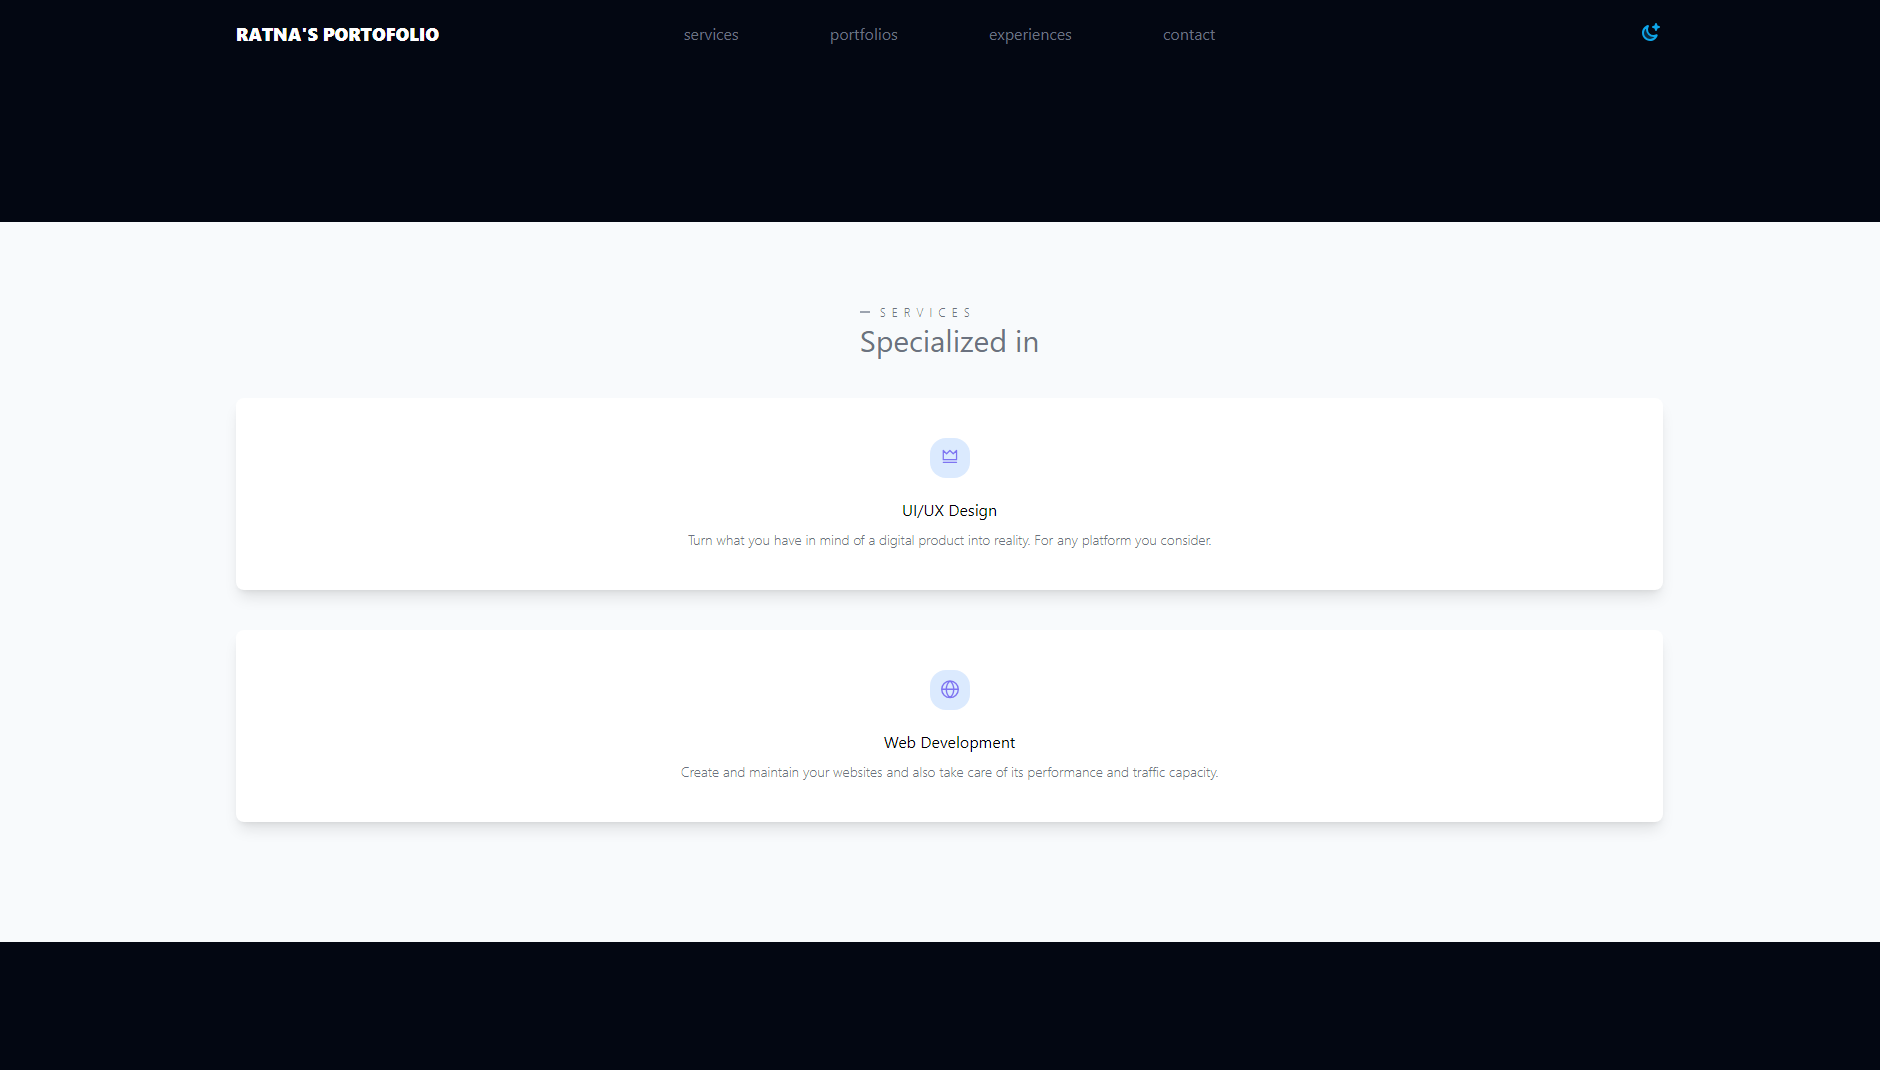 RATNA'S PORTOFOLIO
services
portfolios
experiences
contact
SERVICES
Specialized in
UI/UX Design
Turn what you have in mind of a digital product into reality. For any platform you consider.
Web Development
Create and maintain your websites and also take care of its performance and traffic capacity.